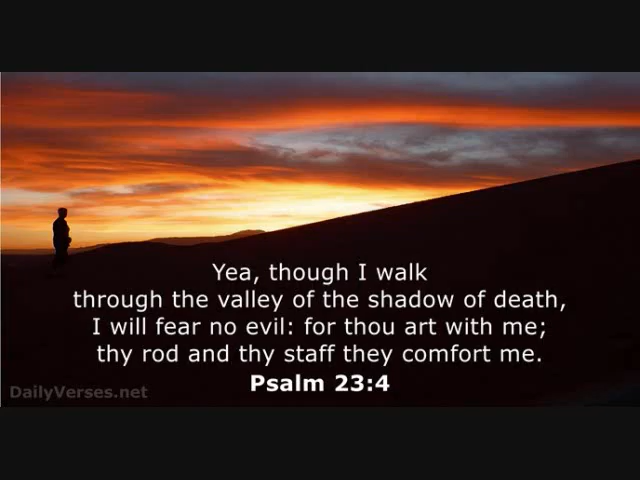 Yea, though I walk
through the valley of the shadow of death,
I will fear no evil: for thou art with me;
thy rod and thy staff they comfort me.
Psalm 23:4
DailyVerses.net